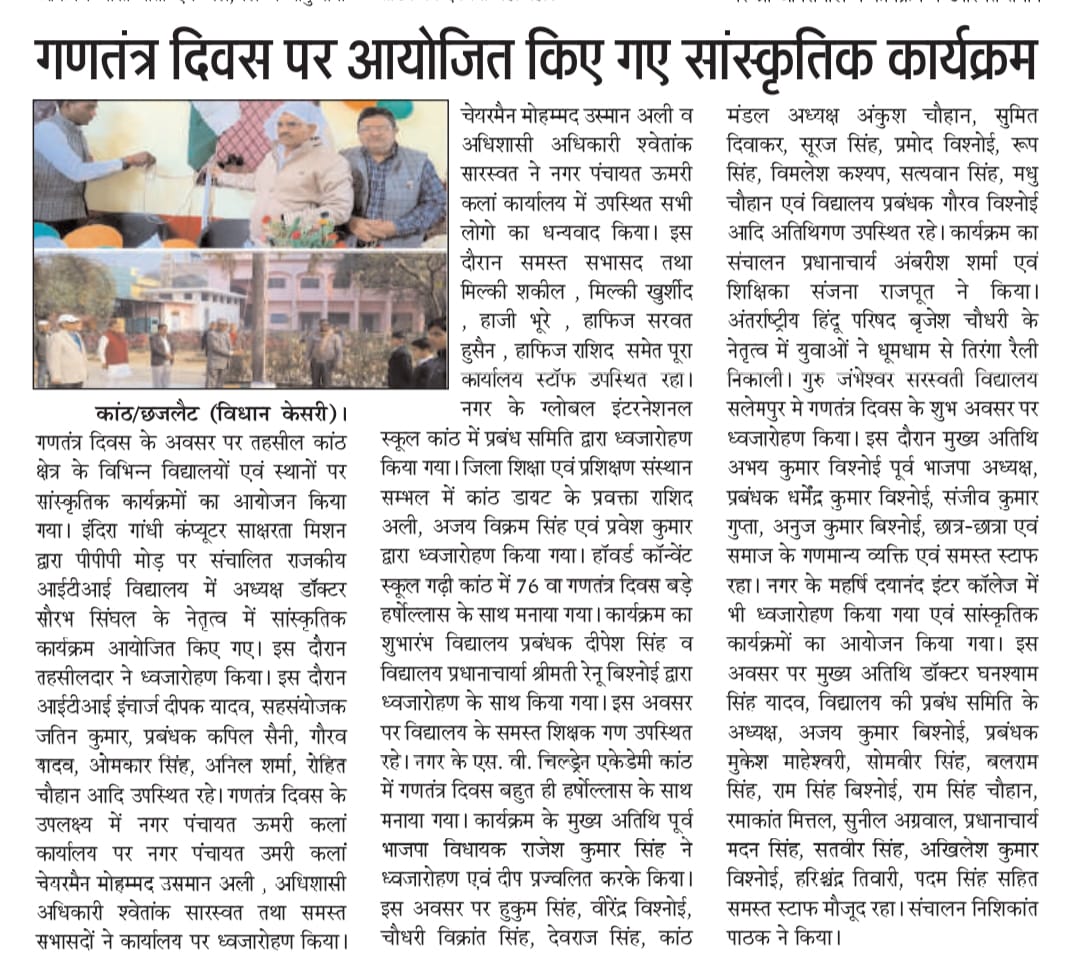 गणतंत्र दिवस पर आयोजित किए गए सांस्कृतिक कार्यक्रम
कांठ/छजलैट (विधान केसरी)।
गणतंत्र दिवस के अवसर पर तहसील कांठ
क्षेत्र के विभिन्न विद्यालयों एवं स्थानों पर
सांस्कृतिक कार्यक्रमों का आयोजन किया
गया। इंदिरा गांधी कंप्यूटर साक्षरता मिशन
द्वारा पीपीपी मोड़ पर संचालित राजकीय
आईटीआई विद्यालय में अध्यक्ष डॉक्टर
सौरभ सिंघल के नेतृत्व में सांस्कृतिक
कार्यक्रम आयोजित किए गए। इस दौरान
तहसीलदार ने ध्वजारोहण किया। इस दौरान
आईटीआई इंचार्ज दीपक यादव, सहसंयोजक
जतिन कुमार, प्रबंधक कपिल सैनी, गौरव
यादव, ओमकार सिंह, अनिल शर्मा, रोहित
चौहान आदि उपस्थित रहे। गणतंत्र दिवस के
उपलक्ष्य में नगर पंचायत ऊमरी कलां
कार्यालय पर नगर पंचायत उमरी कलां
चेयरमैन मोहम्मद उसमान अली , अधिशासी
अधिकारी श्वेतांक सारस्वत तथा समस्त
सभासदों ने कार्यालय पर ध्वजारोहण किया।
चेयरमैन मोहम्मद उस्मान अली व
अधिशासी अधिकारी श्वेतांक
सारस्वत ने नगर पंचायत ऊमरी
कलां कार्यालय में उपस्थित सभी
लोगो का धन्यवाद किया। इस
दौरान समस्त सभासद तथा
मिल्की शकील , मिल्की खुर्शीद
, हाजी भूरे , हाफिज सरवत
हुसैन , हाफिज राशिद समेत पूरा
कार्यालय स्टॉफ उपस्थित रहा।
नगर के ग्लोबल इंटरनेशनल
स्कूल कांठ में प्रबंध समिति द्वारा ध्वजारोहण
किया गया। जिला शिक्षा एवं प्रशिक्षण संस्थान
सम्भल में कांठ डायट के प्रवक्ता राशिद
अली, अजय विक्रम सिंह एवं प्रवेश कुमार
द्वारा ध्वजारोहण किया गया। हॉवर्ड कॉन्वेंट
स्कूल गढ़ी कांठ में 76 वा गणतंत्र दिवस बड़े
हर्षोल्लास के साथ मनाया गया। कार्यक्रम का
शुभारंभ विद्यालय प्रबंधक दीपेश सिंह व
विद्यालय प्रधानाचार्या श्रीमती रेनू बिश्नोई द्वारा
ध्वजारोहण के साथ किया गया। इस अवसर
पर विद्यालय के समस्त शिक्षक गण उपस्थित
रहे। नगर के एस. वी. चिल्ड्रेन एकेडेमी कांठ
में गणतंत्र दिवस बहुत ही हर्षोल्लास के साथ
मनाया गया। कार्यक्रम के मुख्य अतिथि पूर्व
भाजपा विधायक राजेश कुमार सिंह ने
ध्वजारोहण एवं दीप प्रज्वलित करके किया।
इस अवसर पर हुकुम सिंह, वीरेंद्र विश्नोई,
चौधरी विक्रांत सिंह, देवराज सिंह, कांठ
मंडल अध्यक्ष अंकुश चौहान, सुमित
दिवाकर, सूरज सिंह, प्रमोद विश्नोई, रूप
सिंह, विमलेश कश्यप, सत्यवान सिंह, मधु
चौहान एवं विद्यालय प्रबंधक गौरव विश्नोई
आदि अतिथिगण उपस्थित रहे। कार्यक्रम का
संचालन प्रधानाचार्य अंबरीश शर्मा एवं
शिक्षिका संजना राजपूत ने किया।
अंतर्राष्ट्रीय हिंदू परिषद बृजेश चौधरी के
नेतृत्व में युवाओं ने धूमधाम से तिरंगा रैली
निकाली। गुरु जंभेश्वर सरस्वती विद्यालय
सलेमपुर मे गणतंत्र दिवस के शुभ अवसर पर
ध्वजारोहण किया। इस दौरान मुख्य अतिथि
अभय कुमार विश्नोई पूर्व भाजपा अध्यक्ष,
प्रबंधक धर्मेंद्र कुमार विश्नोई, संजीव कुमार
गुप्ता, अनुज कुमार बिश्नोई, छात्र-छात्रा एवं
समाज के गणमान्य व्यक्ति एवं समस्त स्टाफ
रहा। नगर के महर्षि दयानंद इंटर कॉलेज में
भी ध्वजारोहण किया गया एवं सांस्कृतिक
कार्यक्रमों का आयोजन किया गया। इस
अवसर पर मुख्य अतिथि डॉक्टर घनश्याम
सिंह यादव, विद्यालय की प्रबंध समिति के
अध्यक्ष, अजय कुमार बिश्नोई, प्रबंधक
मुकेश माहेश्वरी, सोमवीर सिंह, बलराम
सिंह, राम सिंह बिश्नोई, राम सिंह चौहान,
रमाकांत मित्तल, सुनील अग्रवाल, प्रधानाचार्य
मदन सिंह, सतवीर सिंह, अखिलेश कुमार
विश्नोई, हरिश्चंद्र तिवारी, पदम सिंह सहित
समस्त स्टाफ मौजूद रहा। संचालन निशिकांत
पाठक ने किया।